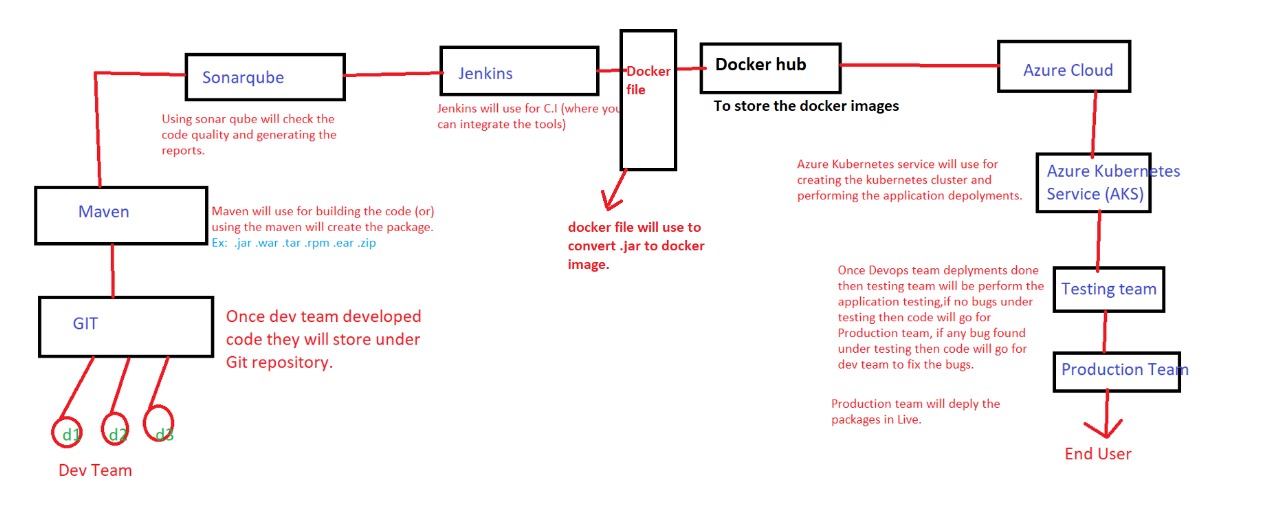 Sonarqube
Using sonar qube will check the
code quality and generating the
reports.
Jenkins
Jenkins will use for C.I (where you
can integrate the tools)
Docker
file
docker file will use to
convert .jar to docker
image.
Docker hub
To store the docker images
Azure Cloud
Azure Kubernetes service will use for
creating the kubernetes cluster and
performing the application depolyments.
Azure Kubernetes
Service (AKS)
Maven
Maven will use for building the code (or)
using the maven will create the package.
Ex: .jar .war .tar .rpm .ear .zip
GIT
Once dev team developed
code they will store under
Git repository.
d1 d2 d3
Dev Team
Once Devops team deplyments done
then testing team will be perform the
application testing,if no bugs under
testing then code will go for
Production team, if any bug found
under testing then code will go for
dev team to fix the bugs.
Testing team
Production Team
Production team will deply the
packages in Live.
End User